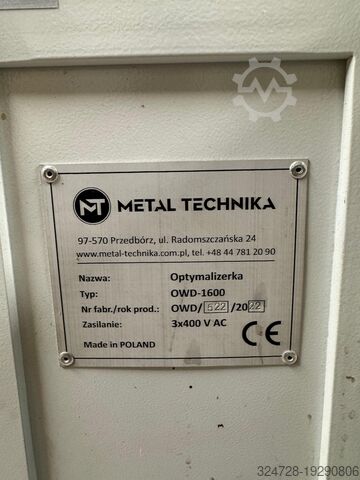 MT METAL TECHNIKA
97-570 Przedbórz, ul. Radomszczańska 24
www.metal-technika.com.pl, tel. +48 44 781 20 90
Nazwa: Optymalizerka
Typ: OWD-1600
Nr fabr./rok prod.: OWD/522/2022
Zasilanie: 3x400 V AC
Made in POLAND CE
324728-19290806